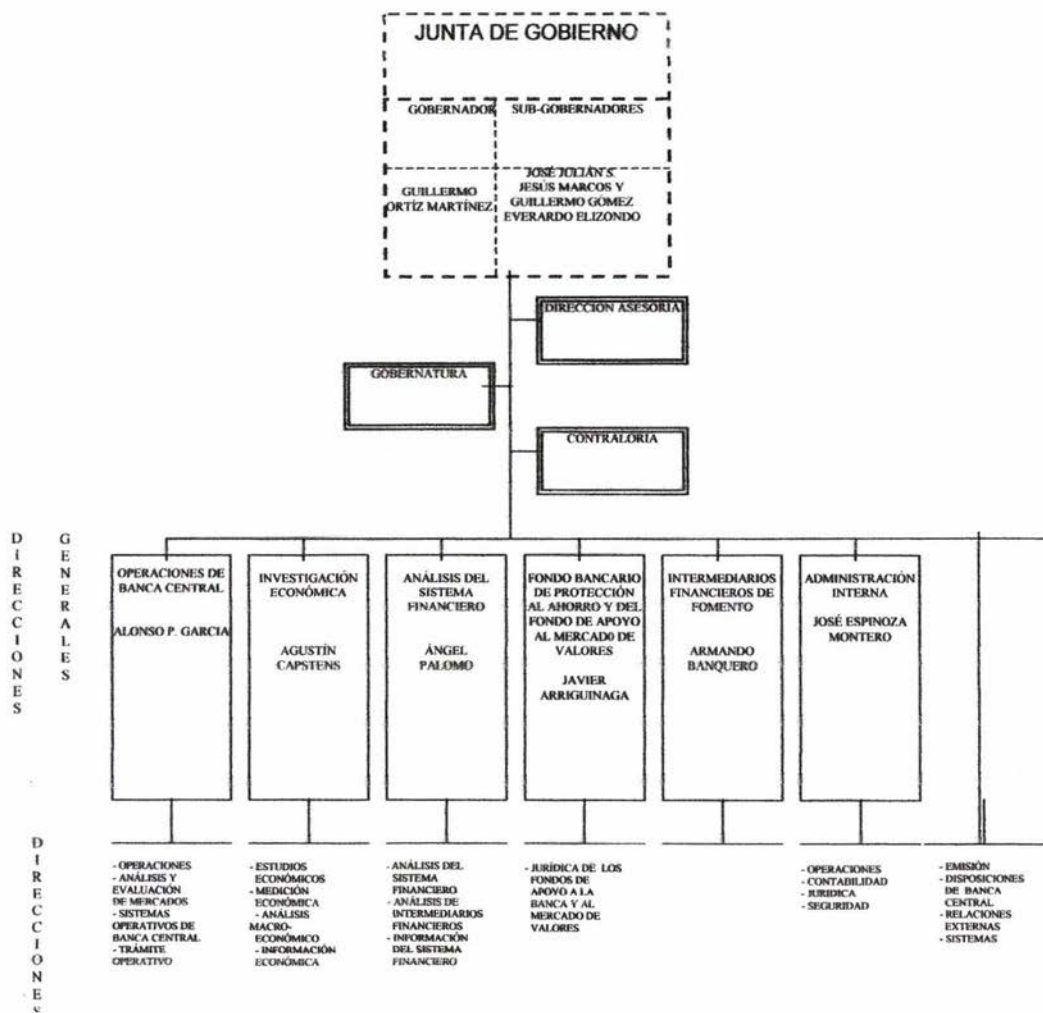 JUNTA DE GOBIERNO
GOBERNADOR
SUB-GOBERNADORES
GUILLERMO
ORTÍZ MARTÍNEZ
JOSÉ JULIÁN S.
JESÚS MARCOS Y
GUILLERMO GÓMEZ
EVERARDO ELIZONDO
DIRECCION ASESORIA
GOBERNATURA
CONTRALORIA
DIRECCIONES
GENERALES
OPERACIONES DE
BANCA CENTRAL
ALONSO P. GARCIA
INVESTIGACIÓN
ECONÓMICA
AGUSTÍN
CAPSTENS
ANÁLISIS DEL
SISTEMA
FINANCIERO
ÁNGEL
PALOMO
FONDO BANCARIO
DE PROTECCIÓN
AL AHORRO Y DEL
FONDO DE APOYO
AL MERCADO DE
VALORES
JAVIER
ARRIGUINAGA
INTERMEDIARIOS
FINANCIEROS DE
FOMENTO
ARMANDO
BANQUERO
ADMINISTRACIÓN
INTERNA
JOSÉ ESPINOZA
MONTERO
DIRECCIONES
- OPERACIONES
- ANÁLISIS Y
EVALUACIÓN
DE MERCADOS
- SISTEMAS
OPERATIVOS DE
BANCA CENTRAL
- TRÁMITE
OPERATIVO
- ESTUDIOS
ECONÓMICOS
- MEDICIÓN
ECONÓMICA
- ANÁLISIS
MACRO-
ECONÓMICO
- INFORMACIÓN
ECONÓMICA
- ANÁLISIS DEL
SISTEMA
FINANCIERO
- ANÁLISIS DE
INTERMEDIARIOS
FINANCIEROS
- INFORMACIÓN
DEL SISTEMA
FINANCIERO
- JURÍDICA DE LOS
FONDOS DE
APOYO A LA
BANCA Y AL
MERCADO DE
VALORES
- OPERACIONES
- CONTABILIDAD
- JURIDICA
- SEGURIDAD
- EMISIÓN
- DISPOSICIONES
DE BANCA
CENTRAL
- RELACIONES
EXTERNAS
- SISTEMAS